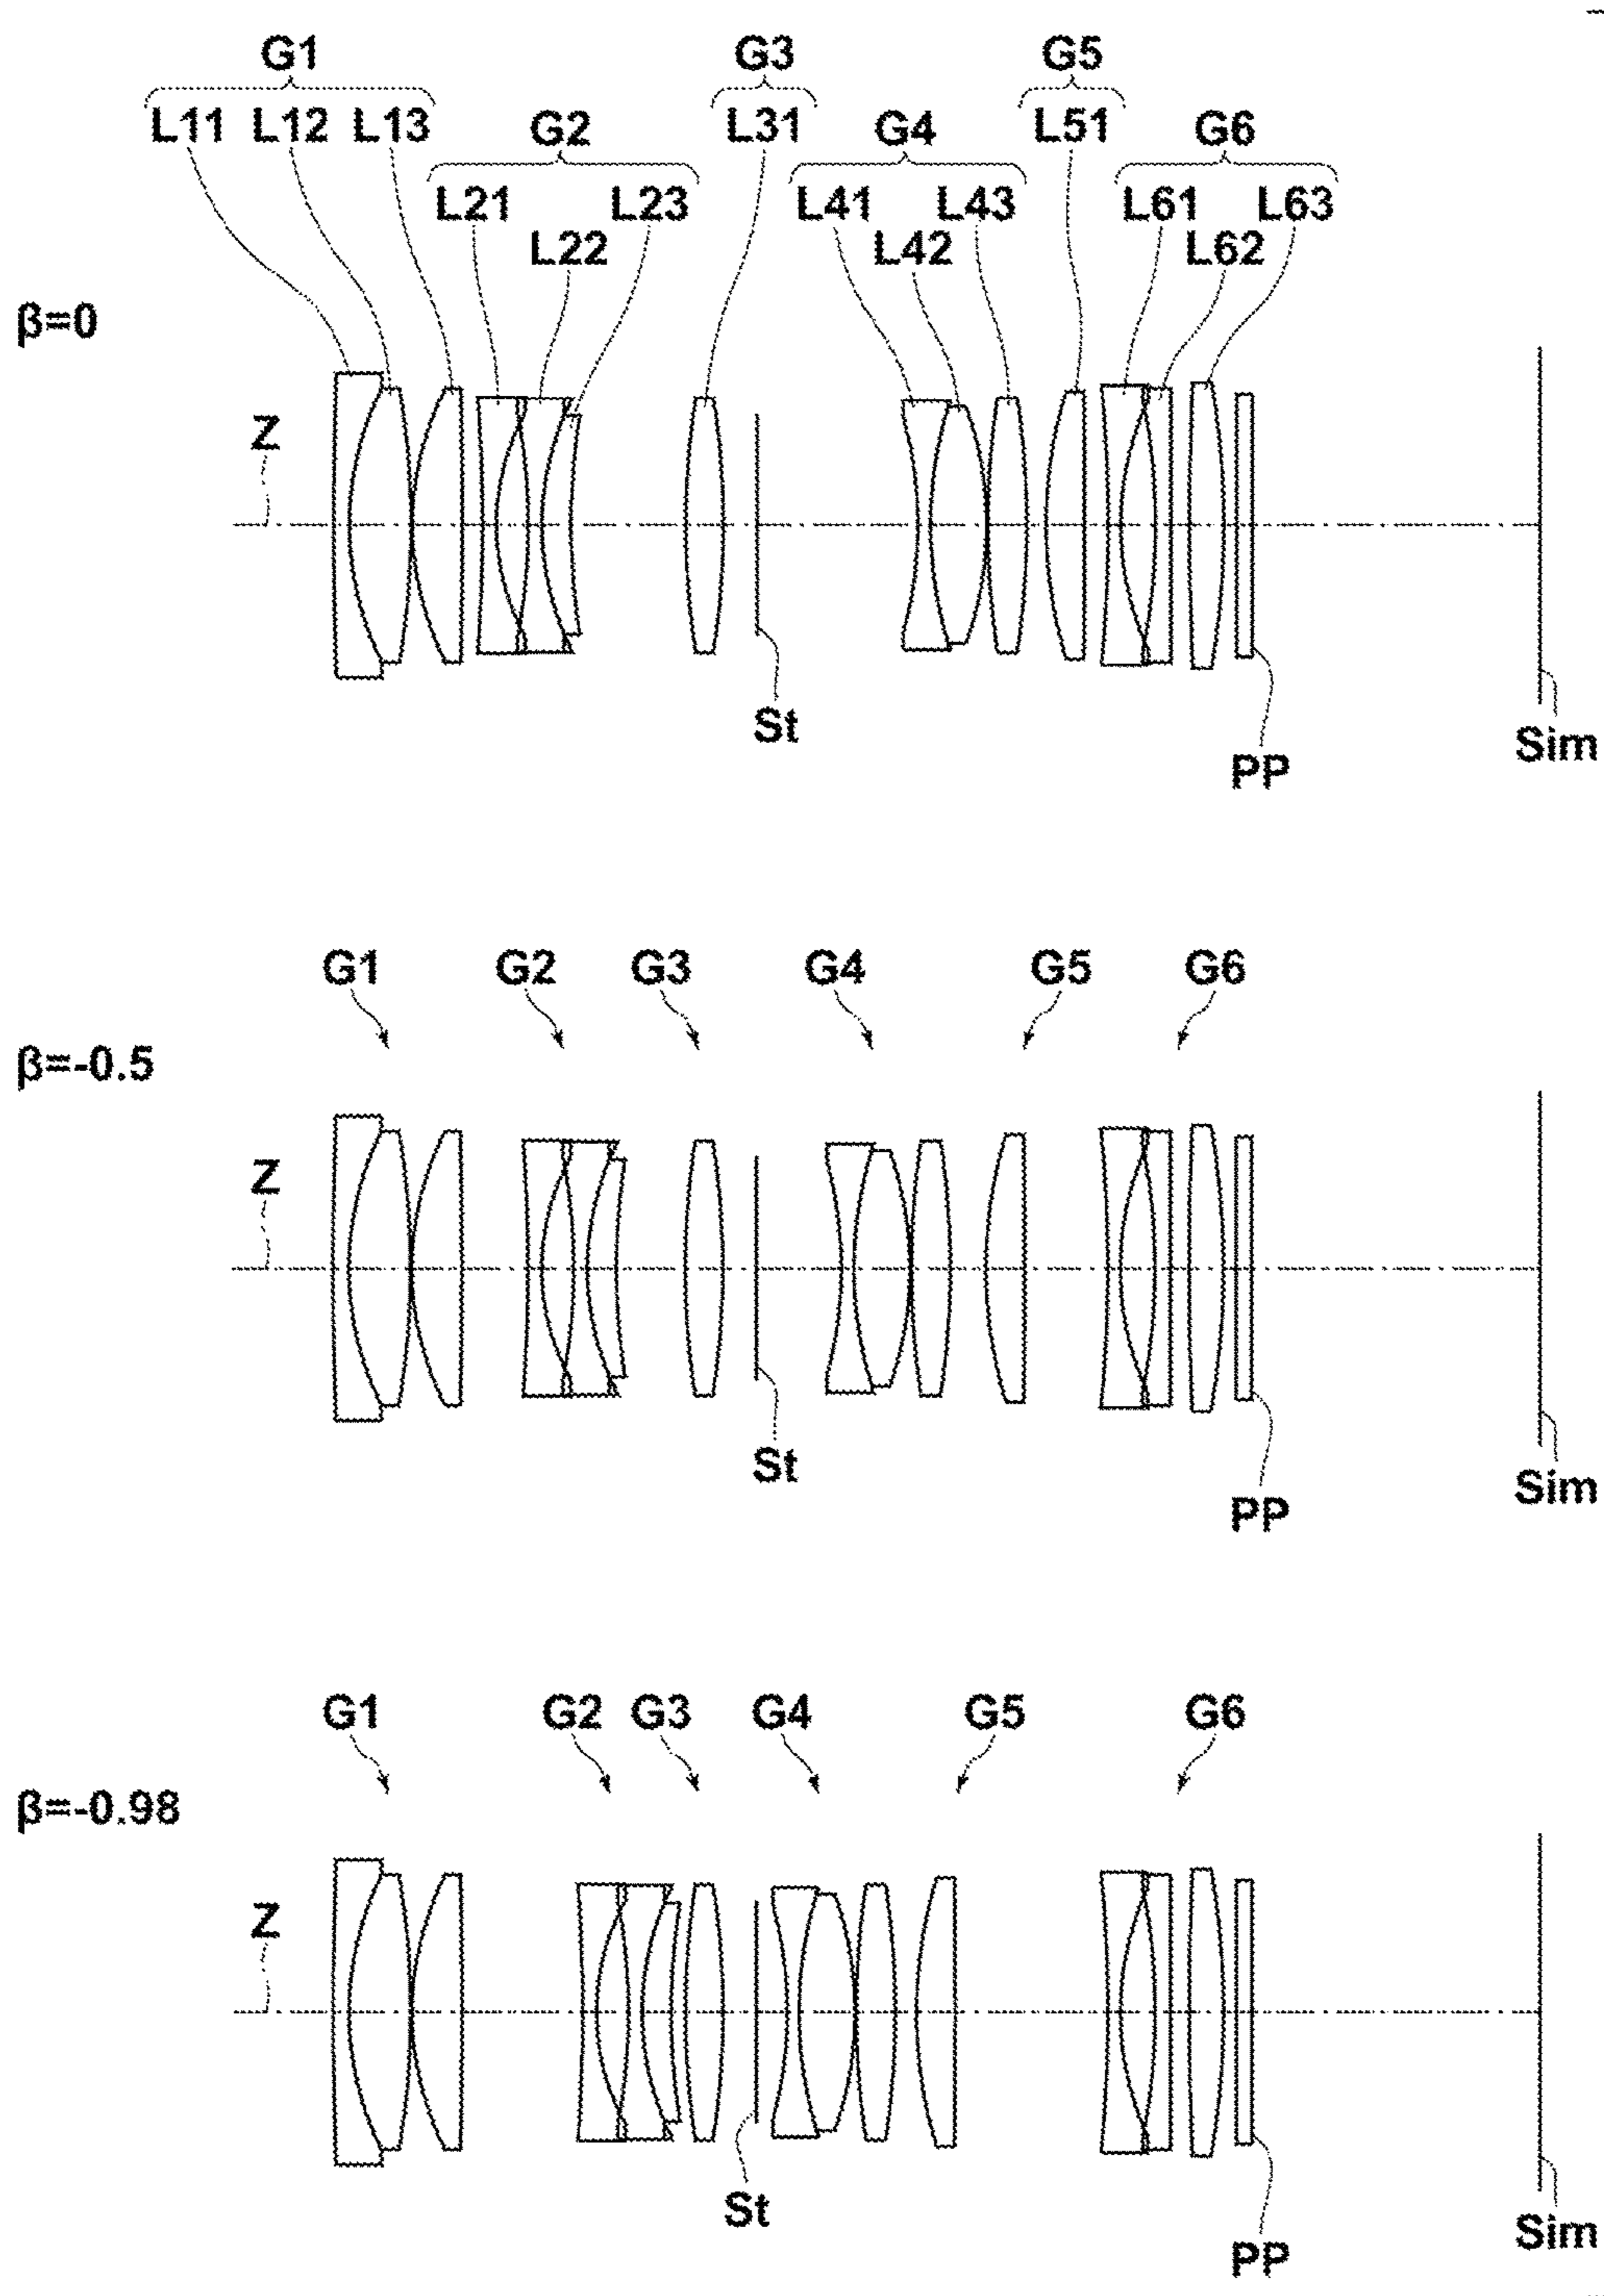 G1 G3 G5
L11 L12 L13 G2 L31 G4 L51 G6
L21 L23 L41 L43 L61 L63
L22 L42 L62
β=0
Z
St
PP
Sim
G1 G2 G3 G4 G5 G6
β=-0.5
Z
St
PP
Sim
G1 G2 G3 G4 G5 G6
β=-0.98
Z
St
PP
Sim